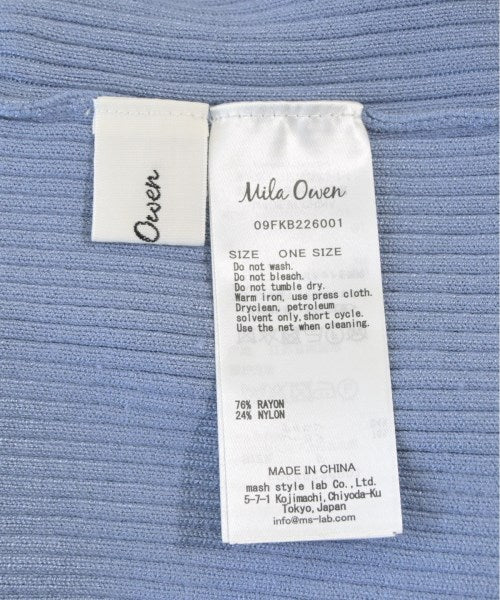 Owen
Mila Owen
09FKB226001
SIZE ONE SIZE
Do not wash.
Do not bleach.
Do not tumble dry.
Warm iron, use press cloth.
Dryclean, petroleum
solvent only,short cycle.
Use the net when cleaning.
76% RAYON
24% NYLON
MADE IN CHINA
mash style lab Co.,Ltd.
5-7-1 Kojimachi,Chiyoda-Ku
Tokyo,Japan
info@ms-lab.com